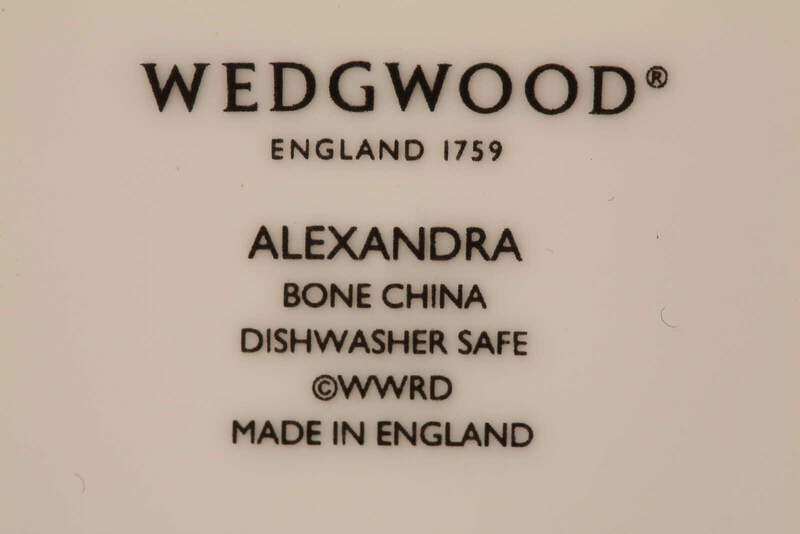 WEDGWOOD®
ENGLAND 1759
ALEXANDRA
BONE CHINA
DISHWASHER SAFE
©WWRD
MADE IN ENGLAND